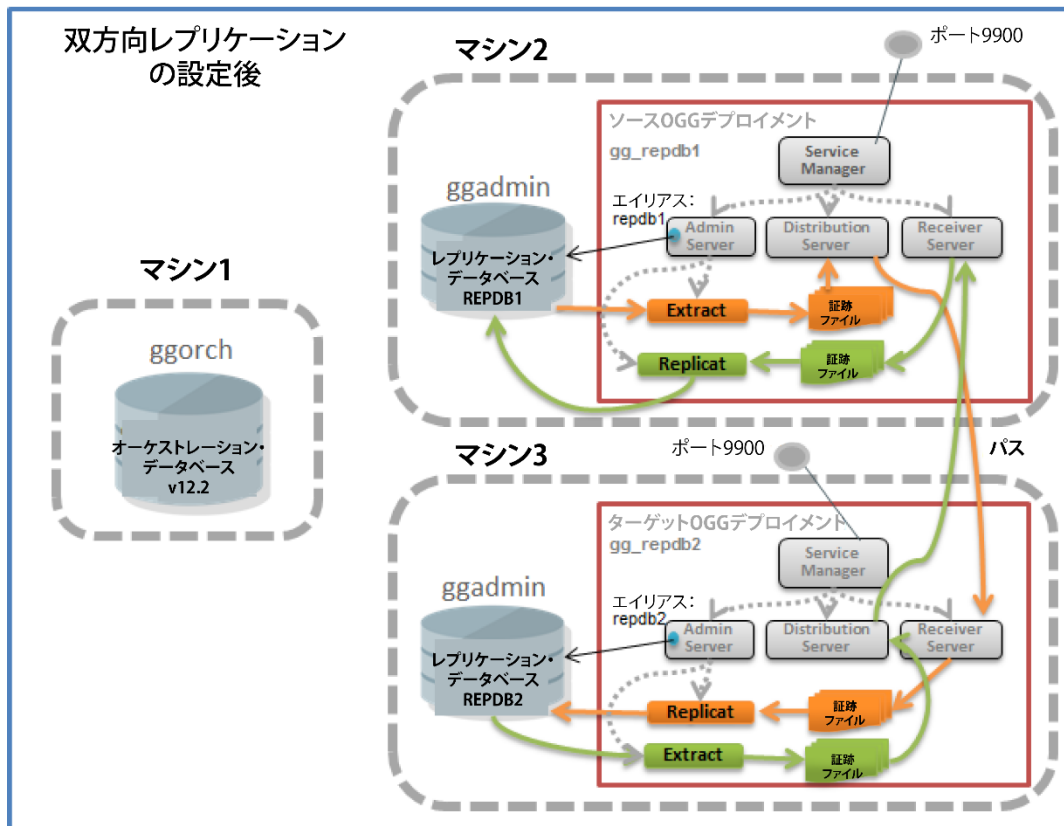 双方向レプリケーション
の設定後
マシン1
ggorch
オーケストレーション・
データベース
v12.2
マシン2
ポート9900
ソースOGGデプロイメント
gg_repdb1
Service
Manager
ggadmin
エイリアス：
repdb1
Admin
Server
Distribution
Server
Receiver
Server
レプリケーション・
データベース
REPDB1
Extract
証跡
ファイル
Replicat
証跡
ファイル
パス
マシン3
ポート9900
ターゲットOGGデプロイメント
gg_repdb2
Service
Manager
ggadmin
エイリアス：
repdb2
Admin
Server
Distribution
Server
Receiver
Server
レプリケーション・
データベース
REPDB2
Replicat
証跡
ファイル
Extract
証跡
ファイル